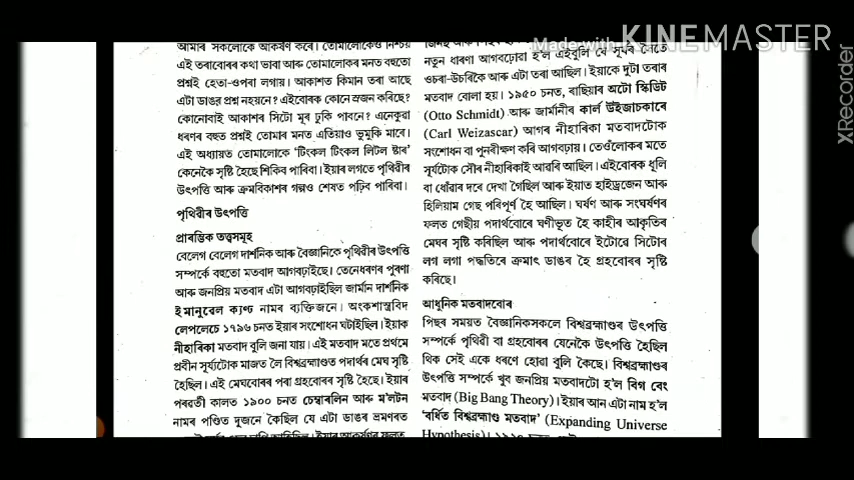 Made with KINEMASTER
XRecorder
আমাৰ সকলোকে আকৰ্ষণ কৰে। তোমালোকেও নিশ্চয়
এই তৰাবোৰৰ কথা ভাবা আৰু তোমালোকৰ মনত বহুতো
প্ৰশ্নই হেতা-ওপৰা লগায়। আকাশত কিমান তৰা আছে
এটা ডাঙৰ প্ৰশ্ন নহয়নে? এইবোৰক কোনে স্ৰজন কৰিছে?
কোনোবাই আকাশৰ সিটো মূৰ ঢুকি পাবনে? এনেকুৱা
ধৰণৰ বহুত প্ৰশ্নই তোমাৰ মনত এতিয়াও ভুমুকি মাৰে।
এই অধ্যায়ত তোমালোকে 'টিংকল টিংকল লিটল ষ্টাৰ'
কেনেকৈ সৃষ্টি হৈছে শিকিব পাৰিবা। ইয়াৰ লগতে পৃথিৱীৰ
উৎপত্তি আৰু ক্ৰমবিকাশৰ গল্পও শেষত পঢ়িব পাৰিবা।
পৃথিৱীৰ উৎপত্তি
প্ৰাৰম্ভিক তত্ত্বসমূহ
বেলেগ বেলেগ দাৰ্শনিক আৰু বৈজ্ঞানিকে পৃথিৱীৰ উৎপত্তি
সম্পৰ্কে বহুতো মতবাদ আগবঢ়াইছে। তেনেধৰণৰ পুৰণা
আৰু জনপ্ৰিয় মতবাদ এটা আগবঢ়াইছিল জাৰ্মান দাৰ্শনিক
ইমানুৱেল ক্যণ্ট নামৰ ব্যক্তিজনে। অংকশাস্ত্ৰবিদ
লেপলেচে ১৭৯৬ চনত ইয়াৰ সংশোধন ঘটাইছিল। ইয়াক
নীহাৰিকা মতবাদ বুলি জনা যায়। এই মতবাদ মতে প্ৰথমে
প্ৰবীন সূৰ্য্যটোক মাজত লৈ বিশ্বব্ৰহ্মাণ্ডত পদাৰ্থৰ মেঘ সৃষ্টি
হৈছিল। এই মেঘবোৰৰ পৰা গ্ৰহবোৰৰ সৃষ্টি হৈছে। ইয়াৰ
পৰৱৰ্তী কালত ১৯০০ চনত চেম্বাৰলিন আৰু ম'লটন
নামৰ পণ্ডিত দুজনে কৈছিল যে এটা ডাঙৰ ভ্ৰমণৰত
নতুন ধাৰণা আগবঢ়োৱা হ'ল এইবুলি যে সূৰ্যৰ লৈতে
ওচৰা-উচৰিকৈ আৰু এটা তৰা আছিল। ইয়াকে দুটা তৰাৰ
মতবাদ বোলা হয়। ১৯৫০ চনত, ৰাছিয়াৰ অটো স্কিডিট
(Otto Schmidt) আৰু জাৰ্মানীৰ কাৰ্ল উইজাচকাৰে
(Carl Weizascar) আগৰ নীহাৰিকা মতবাদটোক
সংশোধন বা পুনৰীক্ষণ কৰি আগবঢ়ায়। তেওঁলোকৰ মতে
সূৰ্যটোক সৌৰ নীহাৰিকাই আৱৰি আছিল। এইবোৰক ধূলি
বা ধোঁৱাৰ দৰে দেখা গৈছিল আৰু ইয়াত হাইড্ৰজেন আৰু
হিলিয়াম গেছ পৰিপূৰ্ণ হৈ আছিল। ঘৰ্ষণ আৰু সংঘৰ্ষণৰ
ফলত গেছীয় পদাৰ্থবোৰে ঘণীভূত হৈ কাহীৰ আকৃতিৰ
মেঘৰ সৃষ্টি কৰিছিল আৰু পদাৰ্থবোৰে ইটোৱে সিটোৰ
লগ লগা পদ্ধতিৰে ক্ৰমাৎ ডাঙৰ হৈ গ্ৰহবোৰৰ সৃষ্টি
কৰিছে।
আধুনিক মতবাদবোৰ
পিছৰ সময়ত বৈজ্ঞানিকসকলে বিশ্বব্ৰহ্মাণ্ডৰ উৎপত্তি
সম্পৰ্কে পৃথিৱী বা গ্ৰহবোৰৰ যেনেকৈ উৎপত্তি হৈছিল
থিক সেই একে ধৰণে হোৱা বুলি কৈছে। বিশ্বব্ৰহ্মাণ্ডৰ
উৎপত্তি সম্পৰ্কে খুব জনপ্ৰিয় মতবাদটো হ'ল বিগ বেং
মতবাদ (Big Bang Theory)। ইয়াৰ আন এটা নাম হ'ল
'বৰ্ধিত বিশ্বব্ৰহ্মাণ্ড মতবাদ' (Expanding Universe
Hypothesis)।